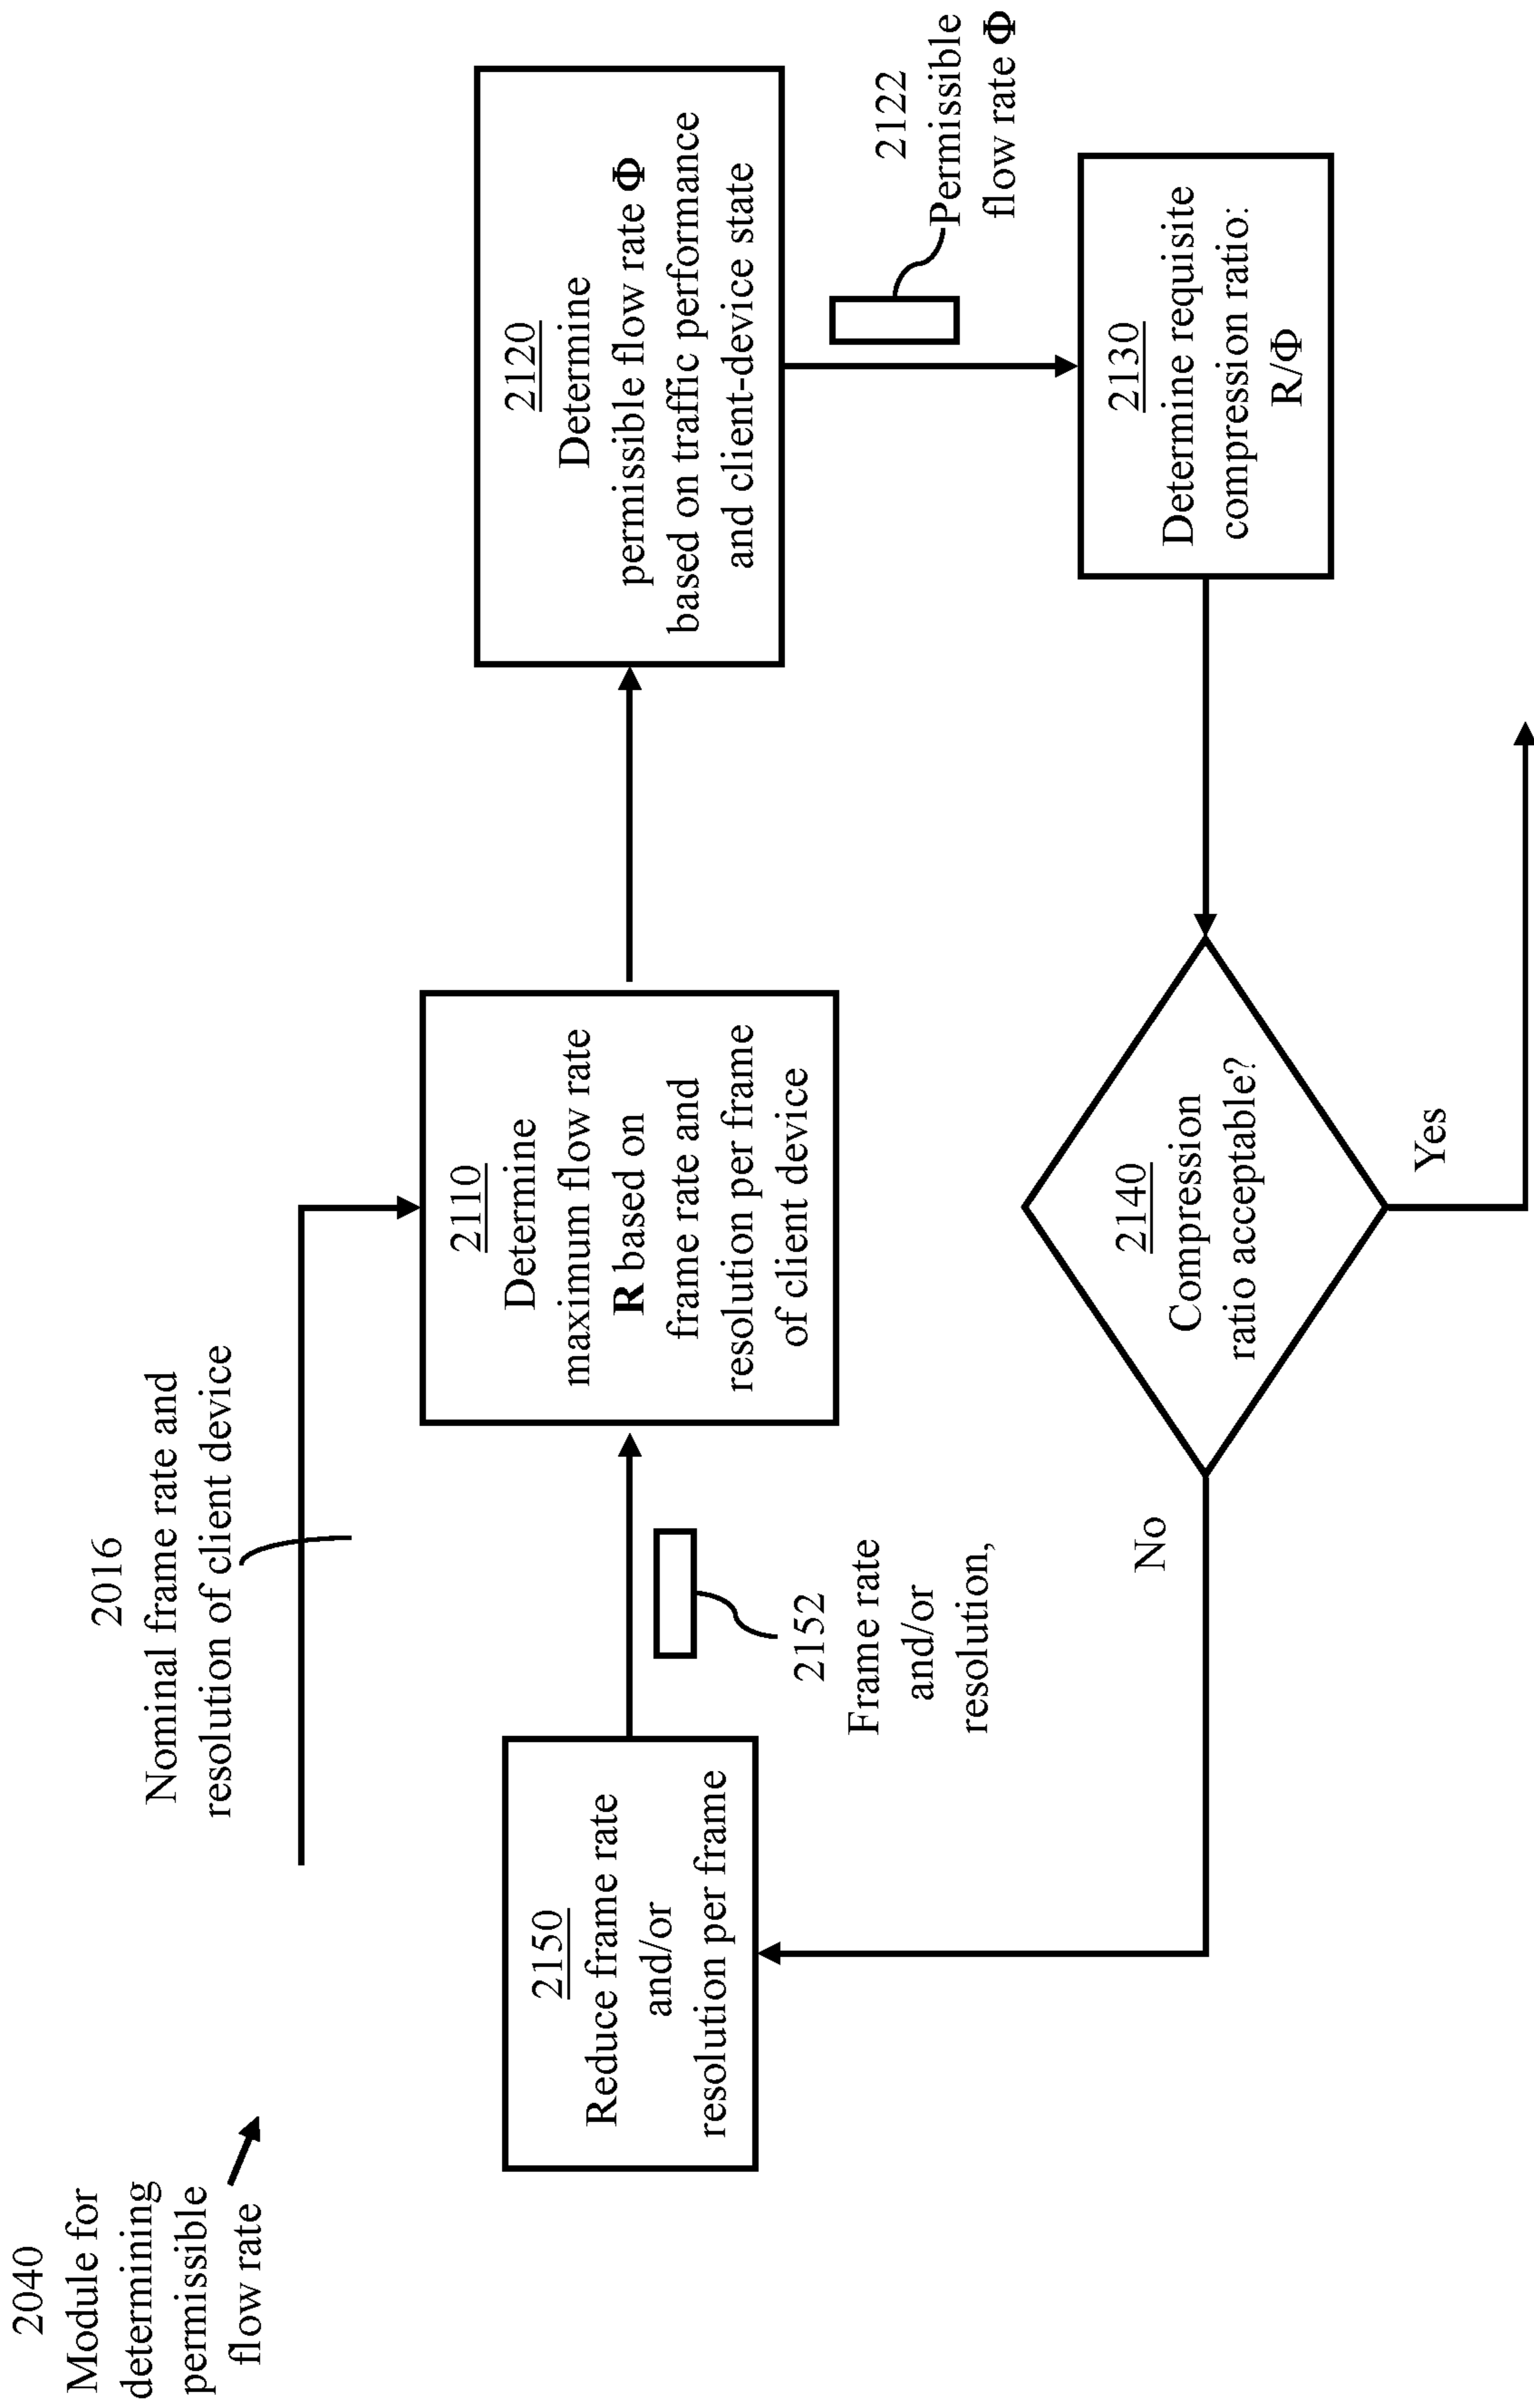 2040
Module for
determining
permissible
flow rate
2016
Nominal frame rate and
resolution of client device
2150
Reduce frame rate
and/or
resolution per frame
2152
Frame rate
and/or
resolution,
2110
Determine
maximum flow rate
R based on
frame rate and
resolution per frame
of client device
2120
Determine
permissible flow rate Φ
based on traffic performance
and client-device state
2122
Permissible
flow rate Φ
2130
Determine requisite
compression ratio:
R/Φ
2140
Compression
ratio acceptable?
No
Yes